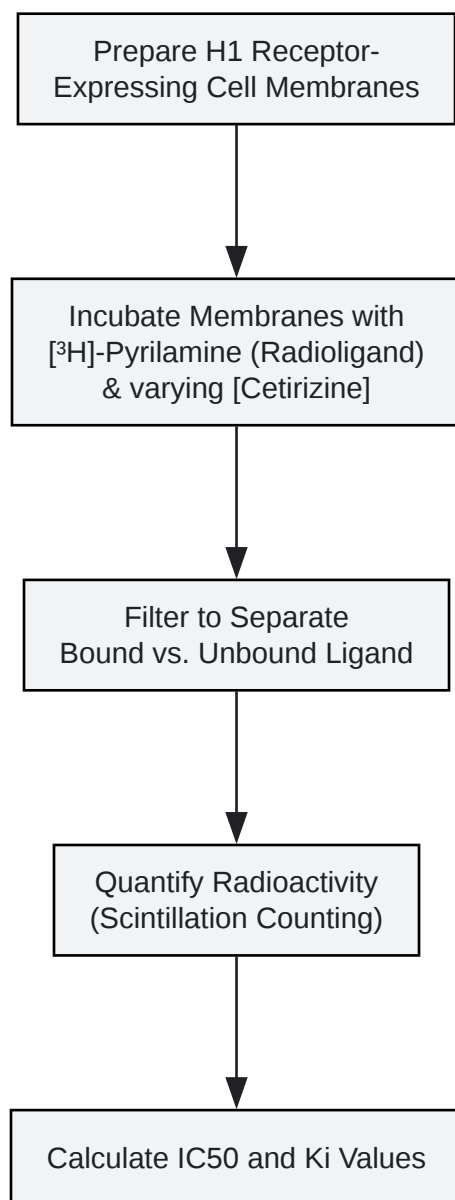 Prepare H1 Receptor-
Expressing Cell Membranes
Incubate Membranes with
[³H]-Pyrilamine (Radioligand)
& varying [Cetirizine]
Filter to Separate
Bound vs. Unbound Ligand
Quantify Radioactivity
(Scintillation Counting)
Calculate IC50 and Ki Values